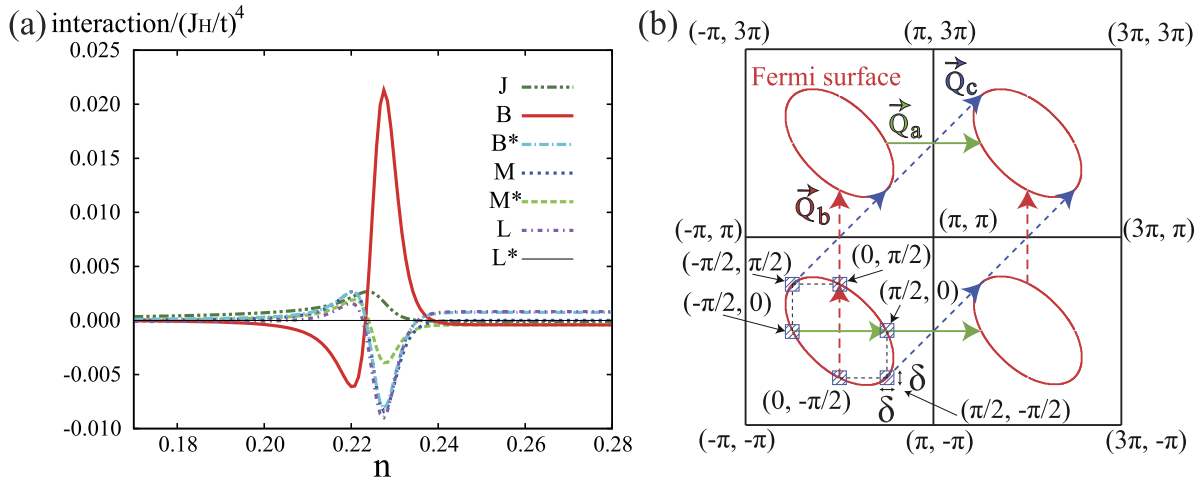 (a) interaction/(JH/t)4
0.025
0.020
0.015
0.010
0.005
0.000
-0.005
-0.010
0.18 0.20 0.22 0.24 0.26 0.28
n
J
B
B*
M
M*
L
L*
(b) (-π, 3π) (π, 3π) (3π, 3π)
Fermi surface
Qc
Qa
Qb
(-π, π) (π, π) (3π, π)
(-π/2, π/2) (0, π/2)
(-π/2, 0) (π/2, 0)
δ
δ
(0, -π/2) (π/2, -π/2)
(-π, -π) (π, -π) (3π, -π)